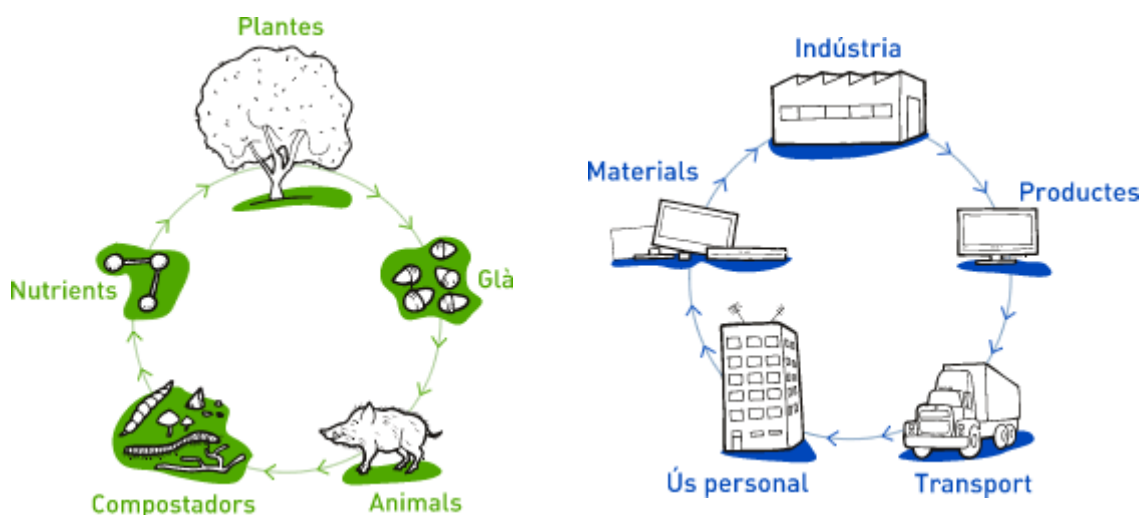 Plantes
Glà
Animals
Compostadors
Nutrients
Indústria
Productes
Transport
Ús personal
Materials